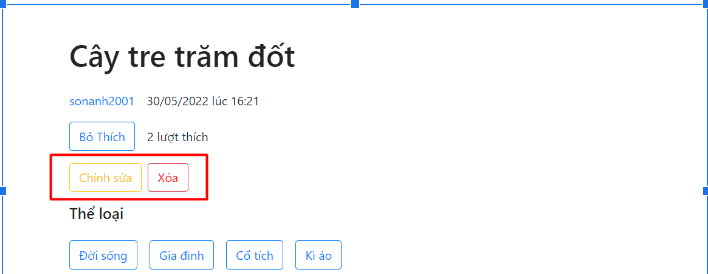 Cây tre trăm đốt
sonanh2001 30/05/2022 lúc 16:21
Bỏ Thích 2 lượt thích
Chỉnh sửa Xóa
Thể loại
Đời sống Gia đình Cổ tích Kì ảo